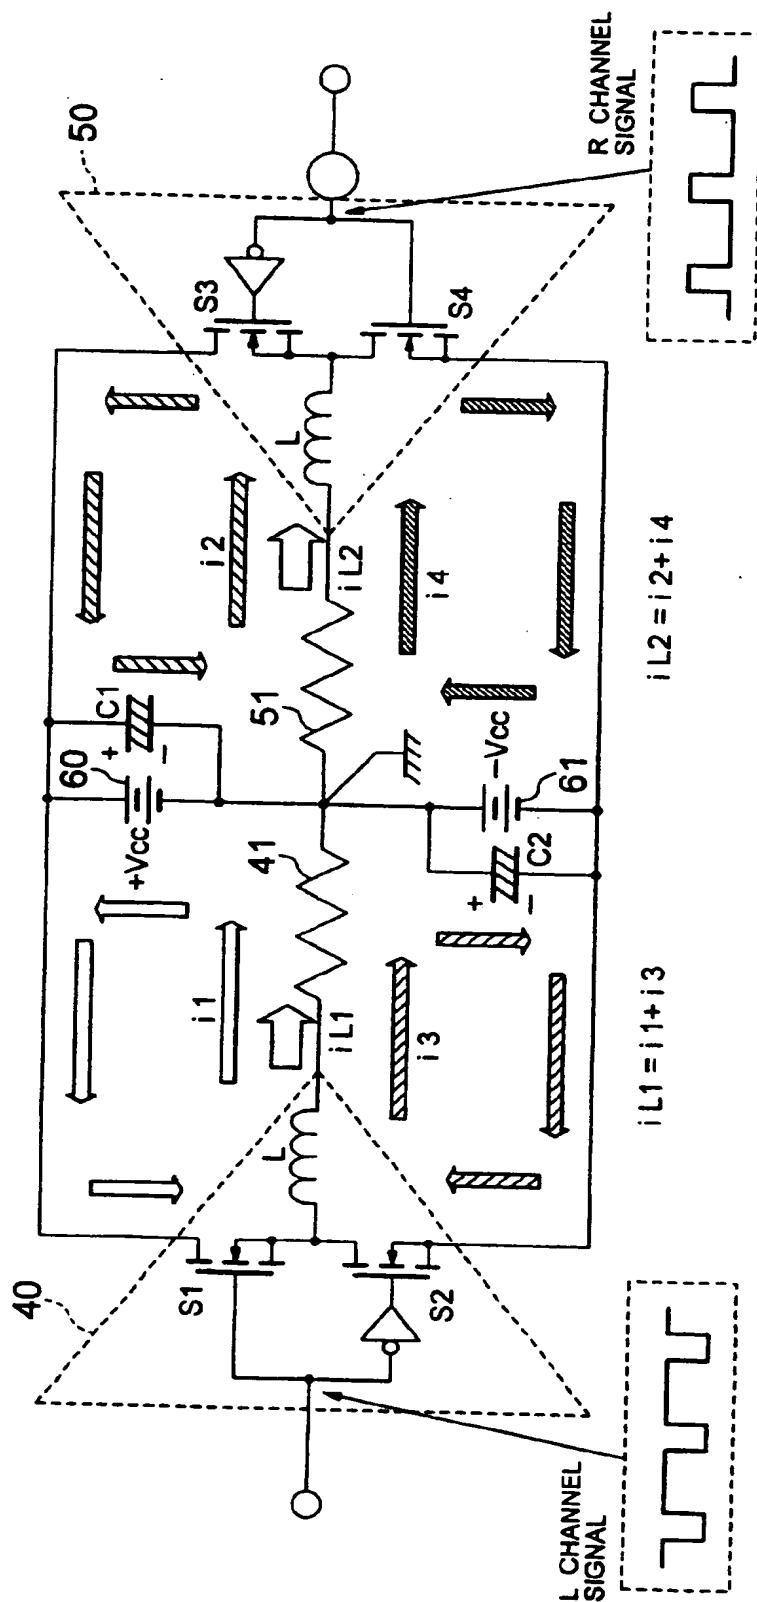 40
50
S1
S2
S3
S4
L
L
iL1
iL2
i1
i2
i3
i4
41
51
+Vcc
60
C1
+
−
−Vcc
61
C2
+
−
L CHANNEL
SIGNAL
R CHANNEL
SIGNAL
iL1=i1+i3
iL2=i2+i4